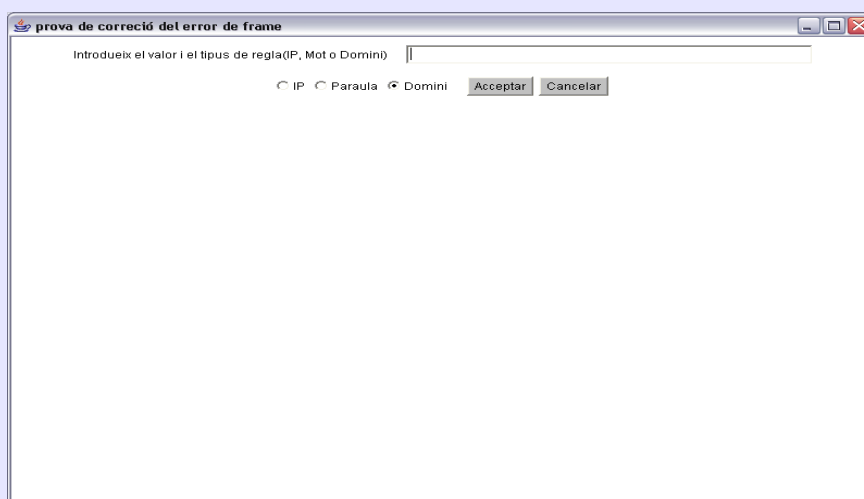 prova de correció del error de frame
Introdueix el valor i el tipus de regla(IP, Mot o Domini)
IP Paraula Domini Acceptar Cancelar